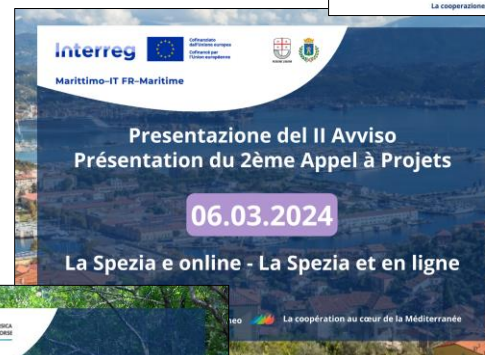 La cooperazione
Interreg
Cofinanziato
dall'Unione europea
Cofinancé par
l'Union européenne
Marittimo-IT FR-Maritime
Presentazione del II Avviso
Présentation du 2ème Appel à Projets
06.03.2024
La Spezia e online - La Spezia et en ligne
neo La coopération au cœur de la Méditerranée